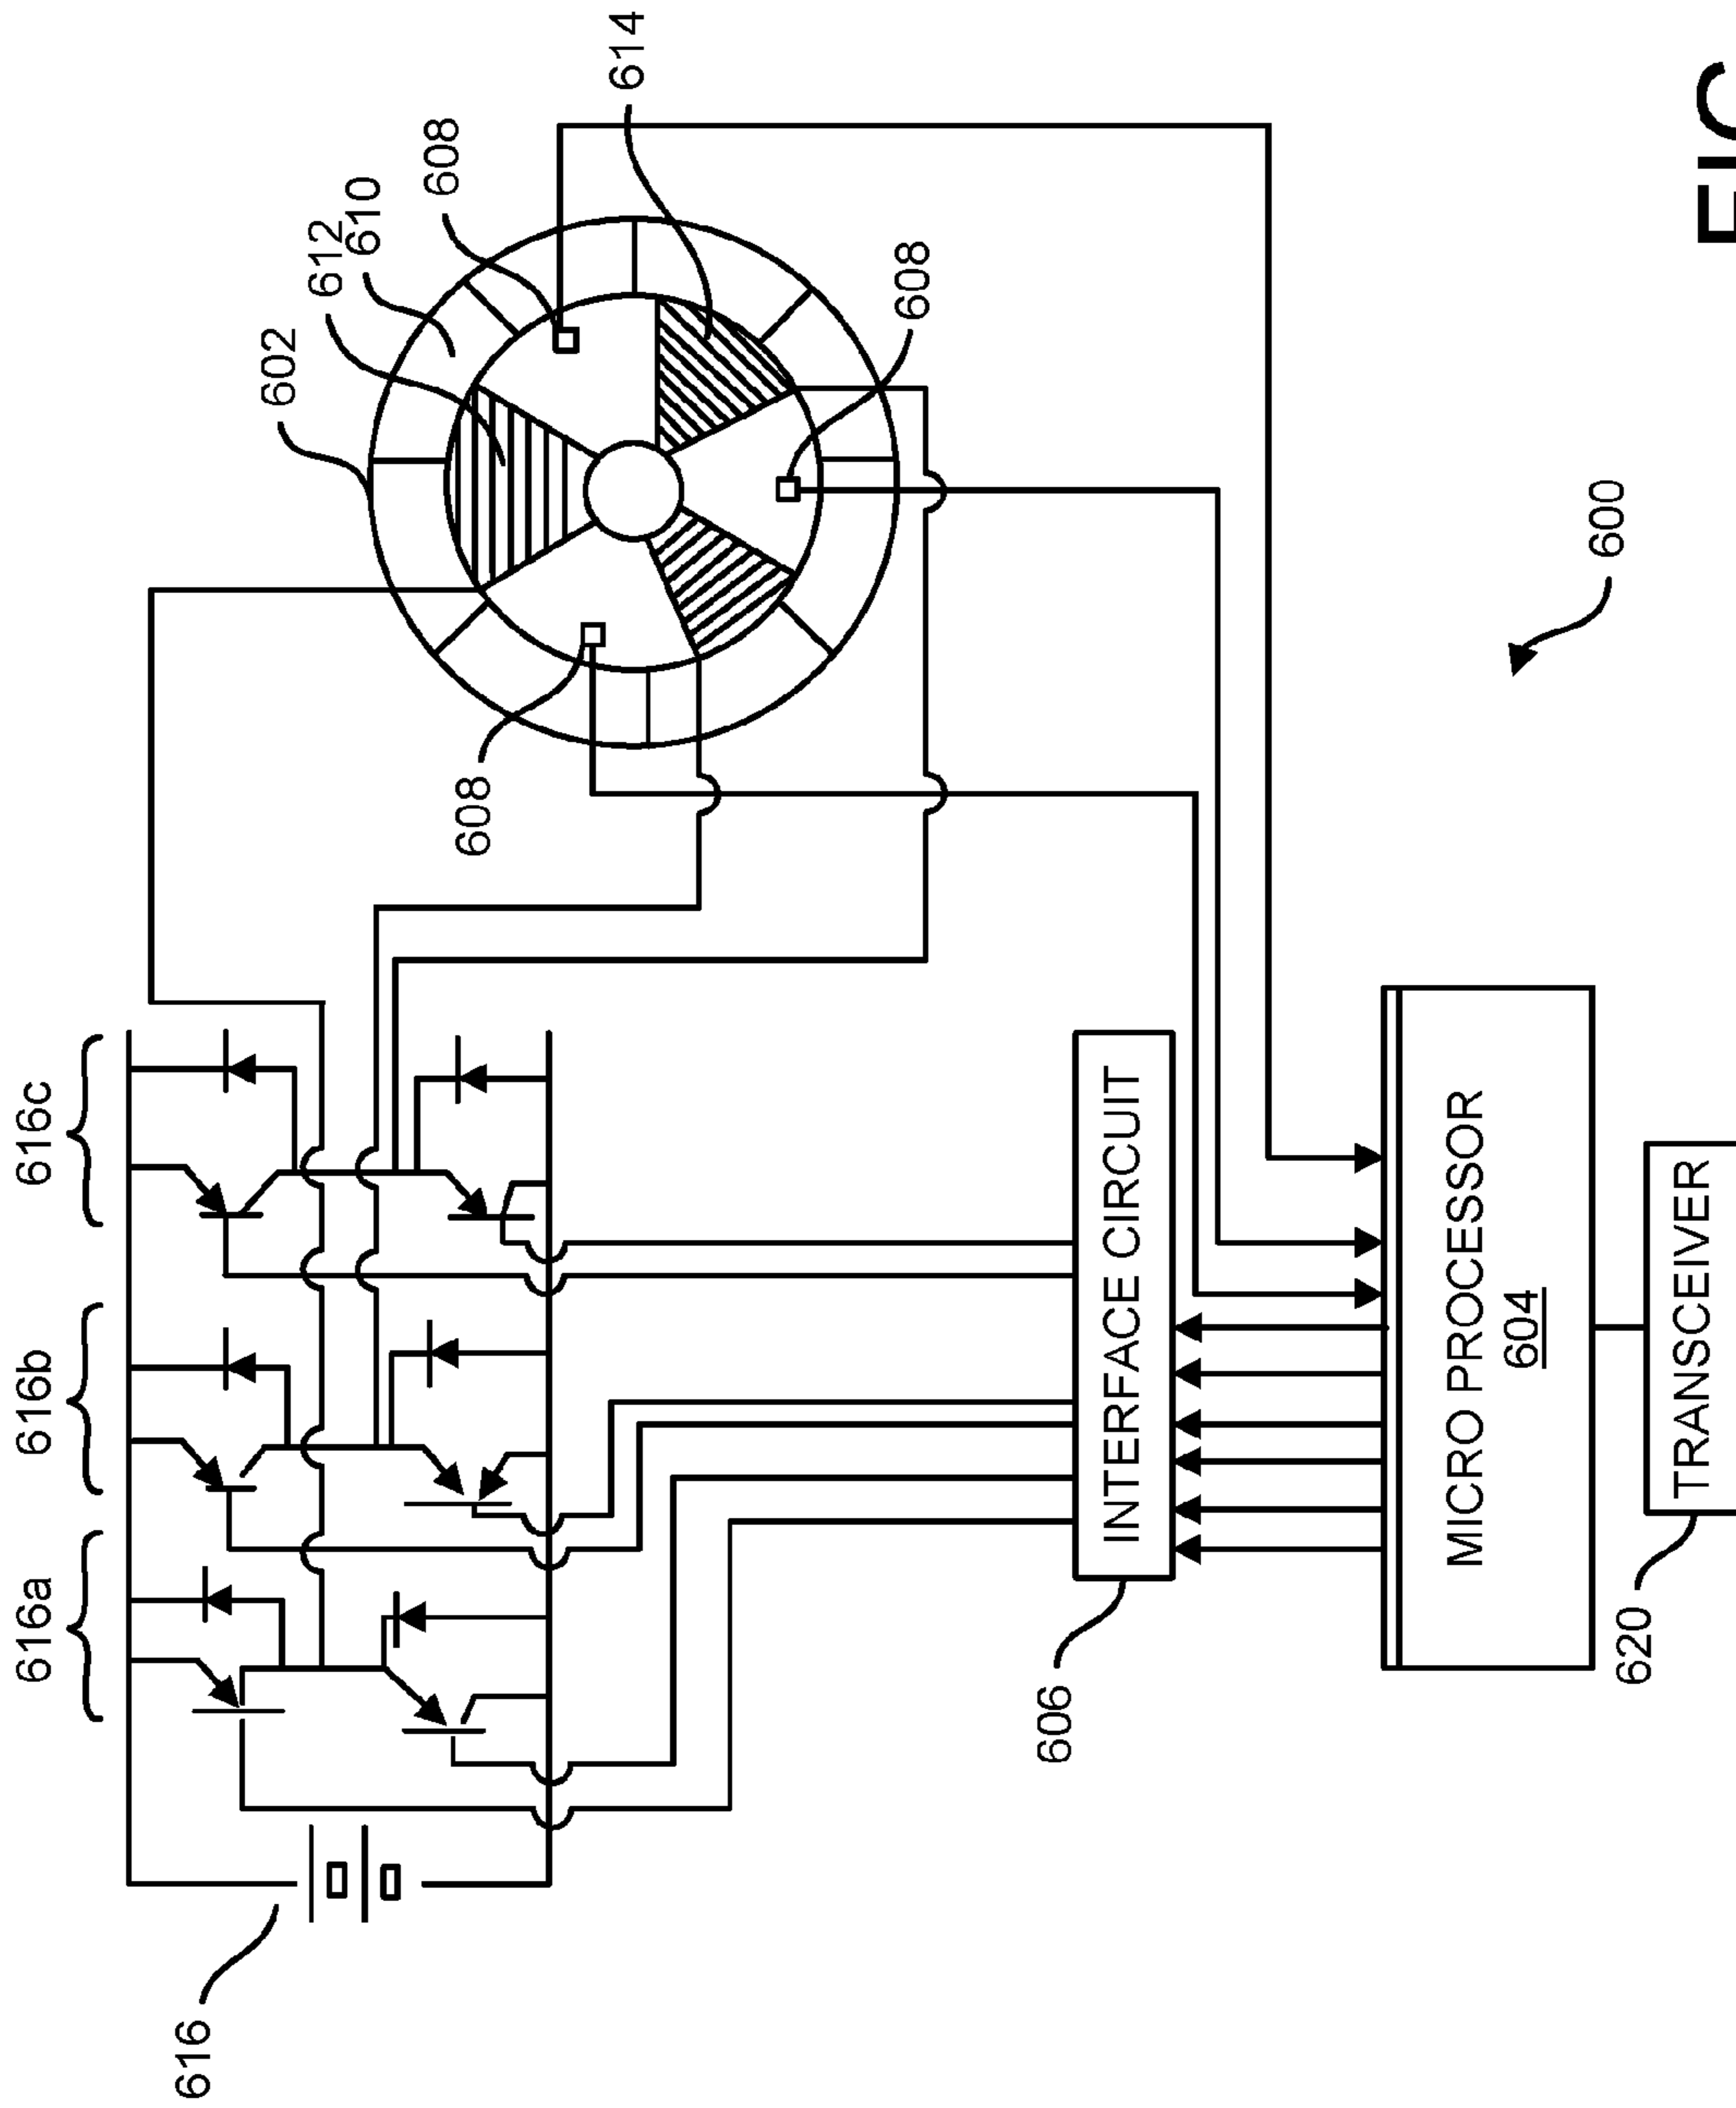 616
616a
616b
616c
602
612
610
608
614
608
608
606
INTERFACE CIRCUIT
MICRO PROCESSOR
604
620
TRANSCEIVER
600
FIG